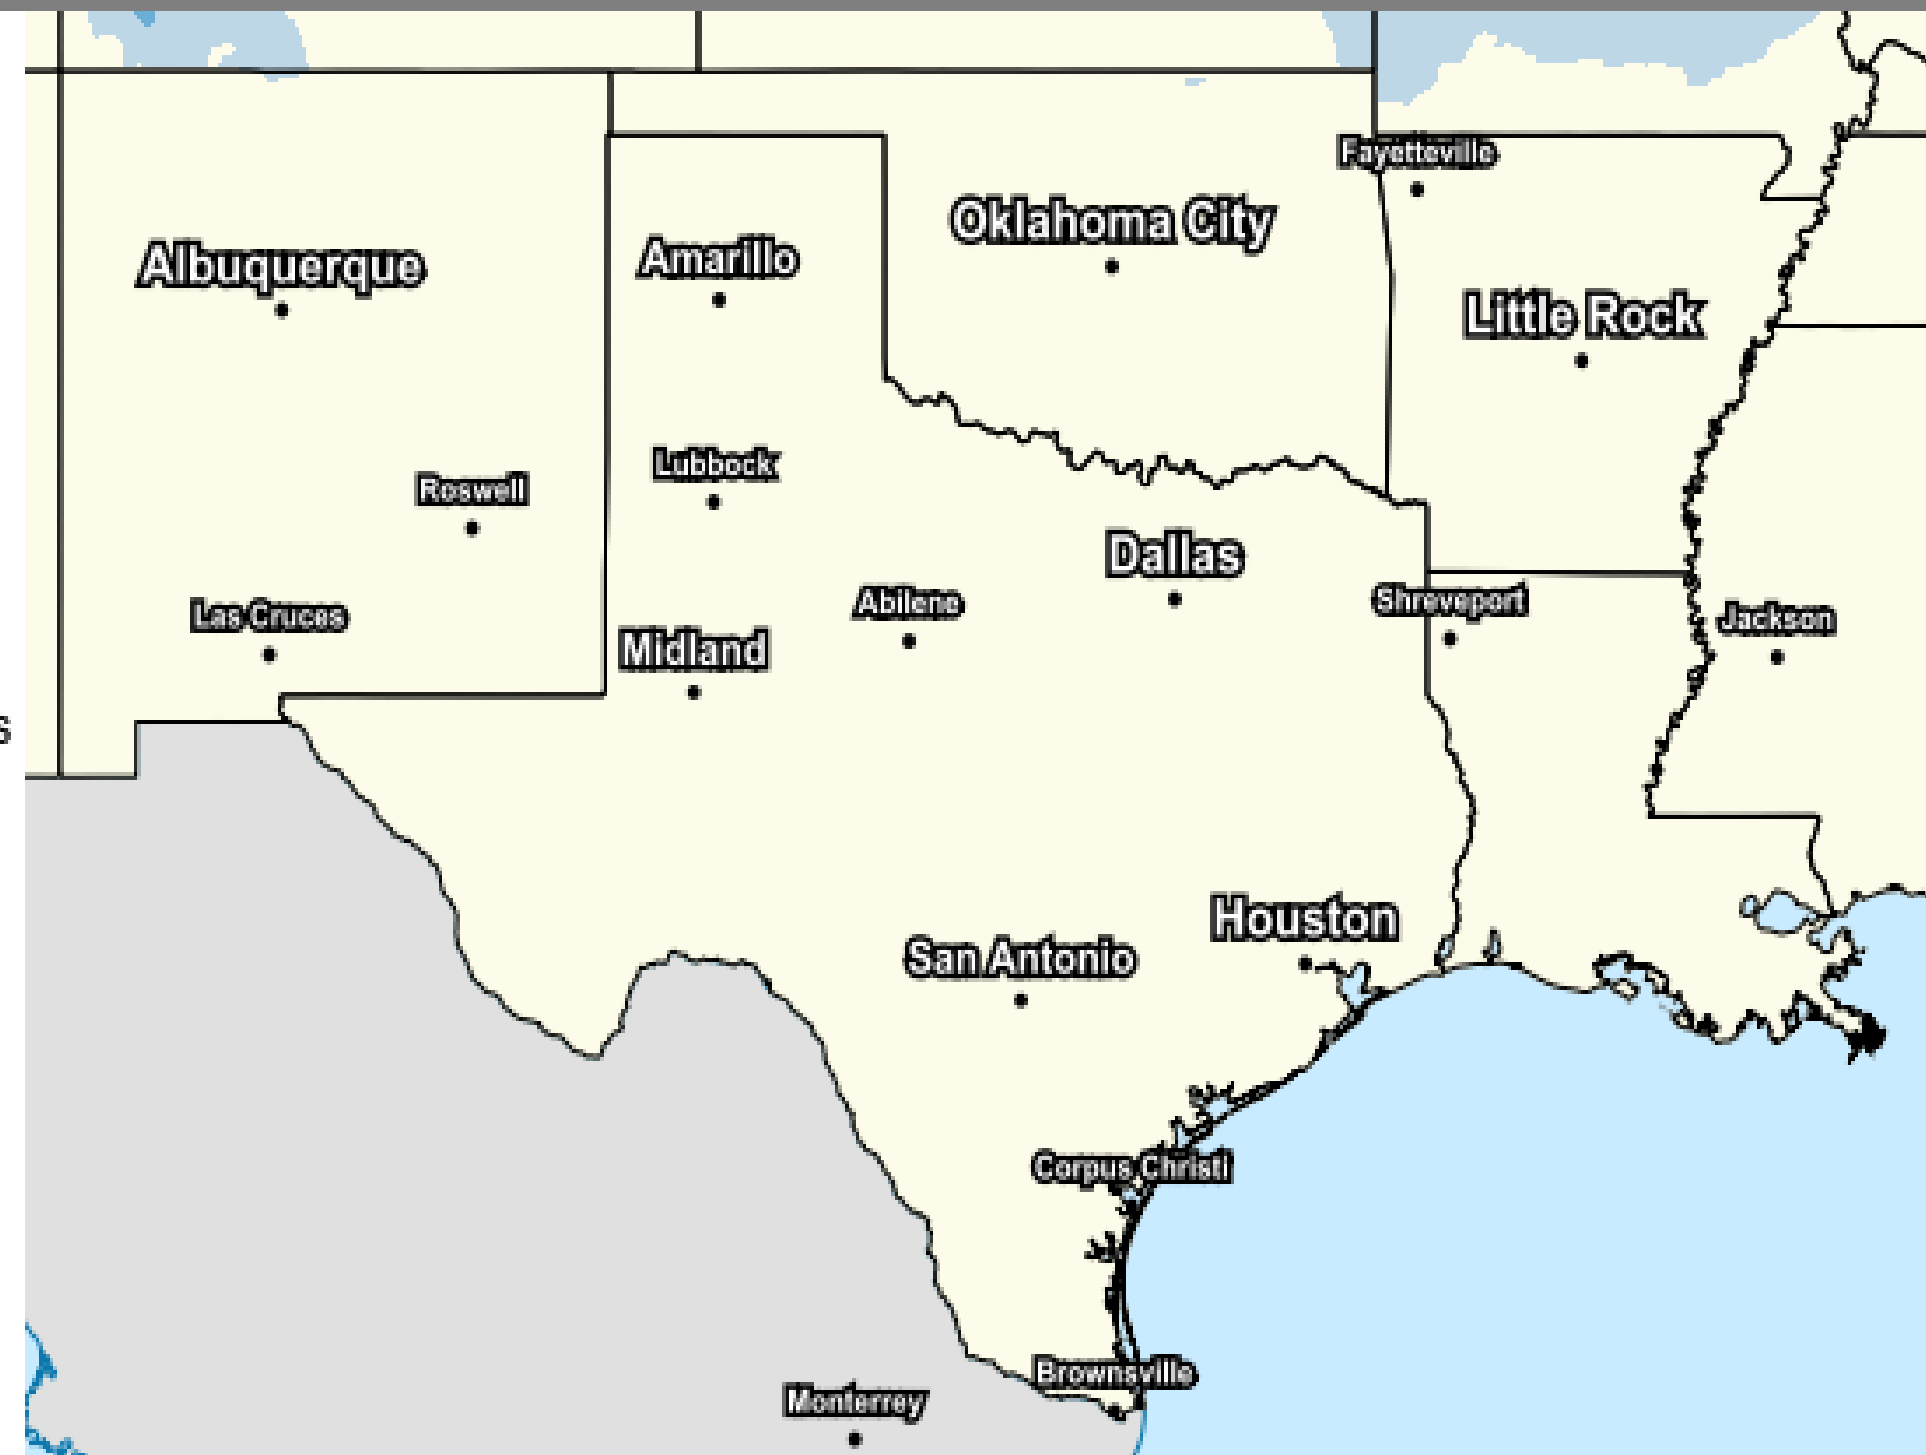 Fayetteville
Oklahoma City
Albuquerque
Amarillo
Little Rock
Lubbock
Roswell
Dallas
Abilene
Shreveport
Las Cruces
Jackson
Midland
s
Houston
San Antonio
Corpus Christi
Brownsville
Monterrey